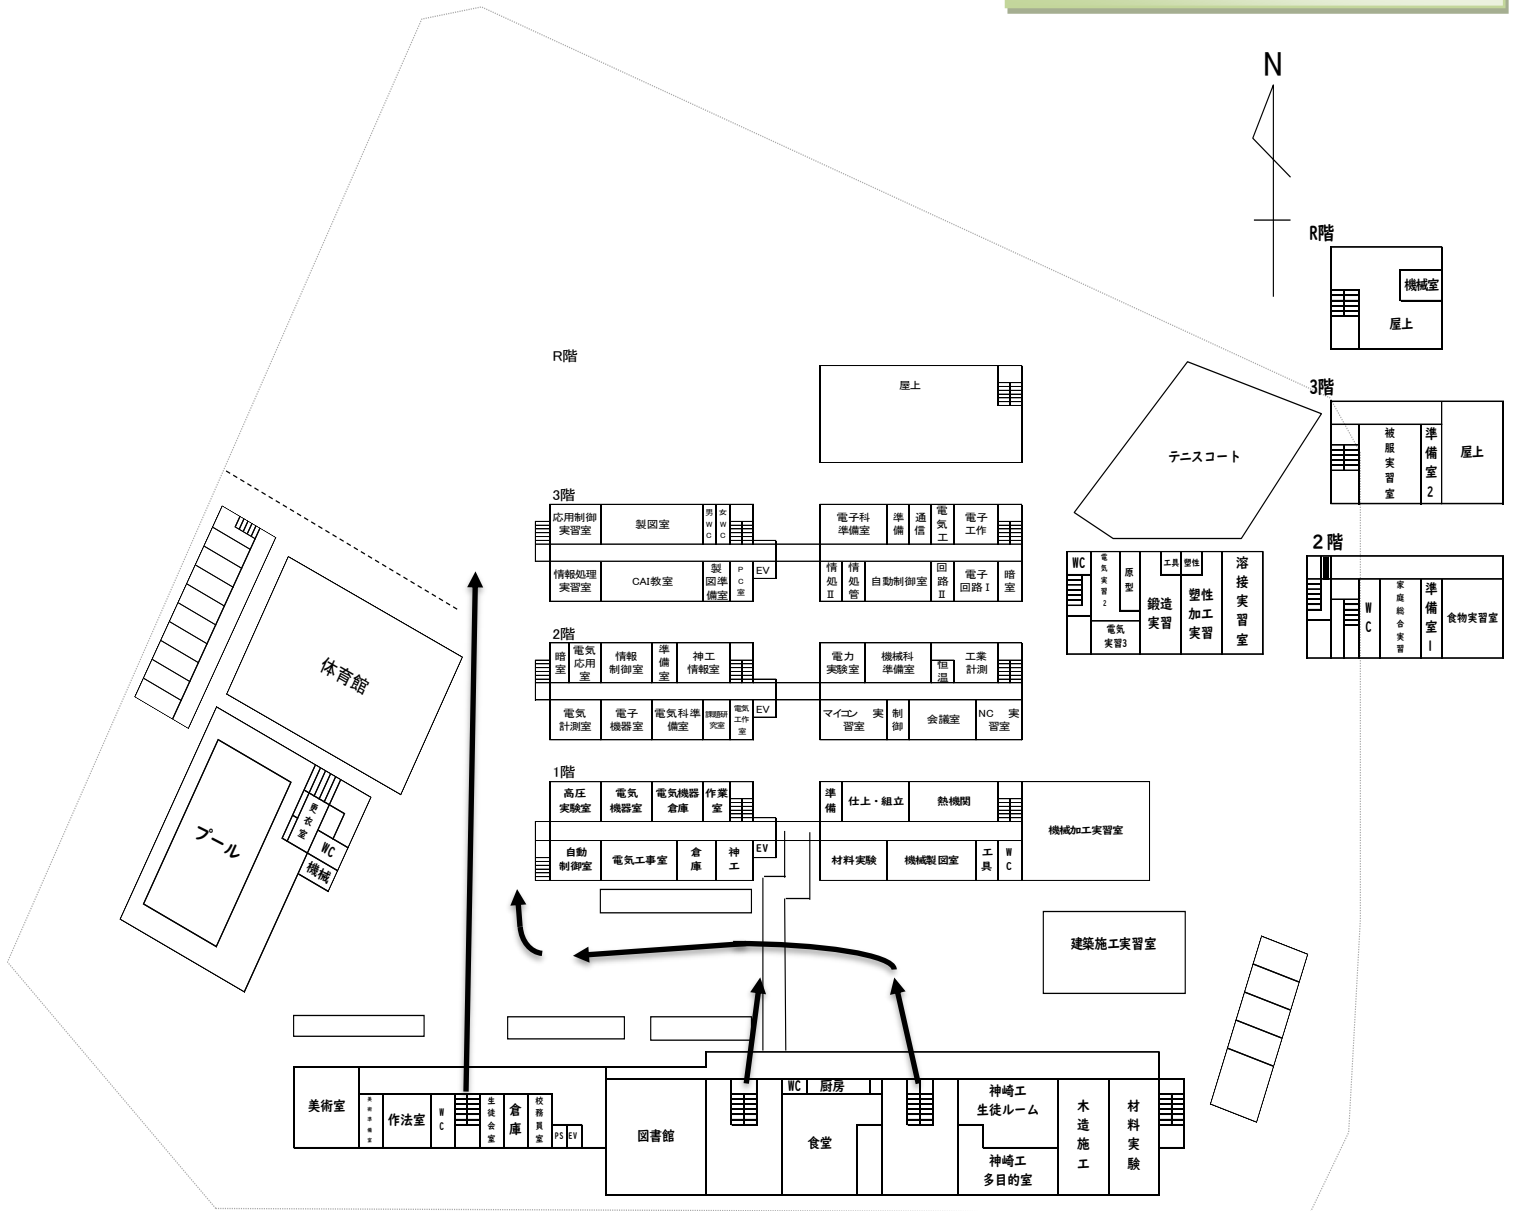 N
R階
機械室
屋上
R階
屋上
3階
被服実習室
準備室2
屋上
テニスコート
3階
応用制御
実習室
製図室
男WC
女WC
電子科
準備室
準備
通信
電気工
電子
工作
情報処理
実習室
CAI教室
製図準備室
PC室
EV
情処Ⅱ
情処管
自動制御室
回路Ⅱ
電子
回路Ⅰ
暗室
WC
電気実習2
原型
工具
塑性
鍛造
実習
塑性
加工
実習
溶接実習室
電気
実習3
2階
WC
家庭総合実習
準備室1
食物実習室
2階
暗室
電気
応用
室
情報
制御室
準備室
神工
情報室
電力
実験室
機械科
準備室
恒温
工業
計測
電気
計測室
電子
機器室
電気科準
備室
課題研
究室
電気
工作
室
EV
マイコン 実
習室
制御
会議室
NC 実
習室
体育館
1階
高圧
実験室
電気
機器室
電気機器
倉庫
作業
室
準備
仕上・組立
熱機関
機械加工実習室
自動
制御室
電気工事室
倉庫
神工
EV
材料実験
機械製図室
工具
WC
プール
更衣室
WC
機械
建築施工実習室
美術室
美術準備室
作法室
WC
生徒会室
倉庫
校務員室
PS
EV
図書館
WC
厨房
食堂
神崎工
生徒ルーム
神崎工
多目的室
木造施工
材料実験